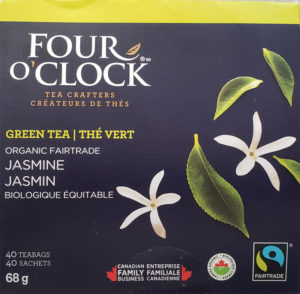 FOUR
O'CLOCK
TEA CRAFTERS
CRÉATEURS DE THÉS
GREEN TEA | THÉ VERT
ORGANIC FAIRTRADE
JASMINE
JASMIN
BIOLOGIQUE ÉQUITABLE
40 TEABAGS
40 SACHETS
68 g
CANADIAN ENTREPRISE
FAMILY FAMILIALE
BUSINESS CANADIENNE
FAIRTRADE